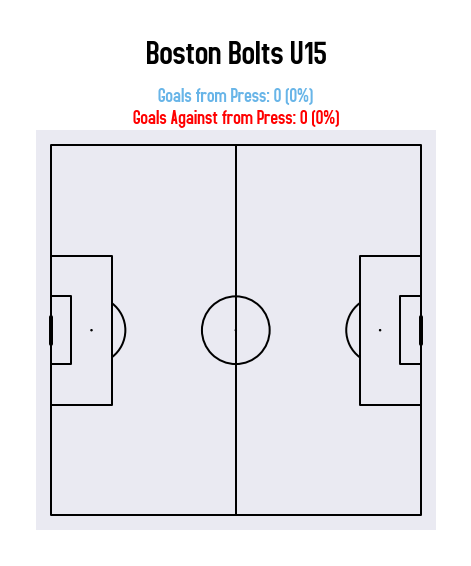 Boston Bolts U15
Goals from Press: 0 (0%)
Goals Against from Press: 0 (0%)